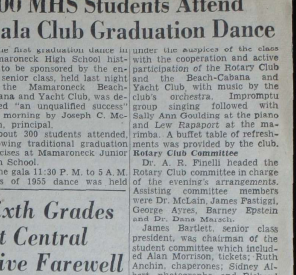 00 MHS Students Attend
ala Club Graduation Dance
he first graduation dance in
maroneck High School hist-
to be sponsored by the en-
senior class, held last night
the Mamaroneck Beach-
ana and Yacht Club, was de-
ed "an unqualified success"
morning by Joseph C. Mc-
n, principal.
bout 300 students attended,
owing traditional graduation
rcises at Mamaroneck Junior
h School.
he gala 11:30 P. M. to 5 A. M.
s of 1955 dance was held
under the auspices of the class
with the cooperation and active
participation of the Rotary Club
and the Beach-Cabana and
Yacht Club with music by the
club's orchestra. Impromptu
group singing followed with
Sally Ann Goulding at the piano
and Lew Rapaport at the ma-
rimba. A buffet table of refresh-
ments was provided by the club.
Rotary Club Committee
Dr. A. R. Pinelli headed the
Rotary Club committee in charge
of the evening's arrangements.
Assisting committee members
were Dr. McLain, James Fastiggi,
George Ayres, Barney Epstein
and Dr. Dana Marsch.
James Bartlett, senior class
president, was chairman of the
student committee which includ-
ed Alan Morrison, tickets; Ruth
Anchin, chaperones; Sidney Al-
ixth Grades
t Central
ive Farewell